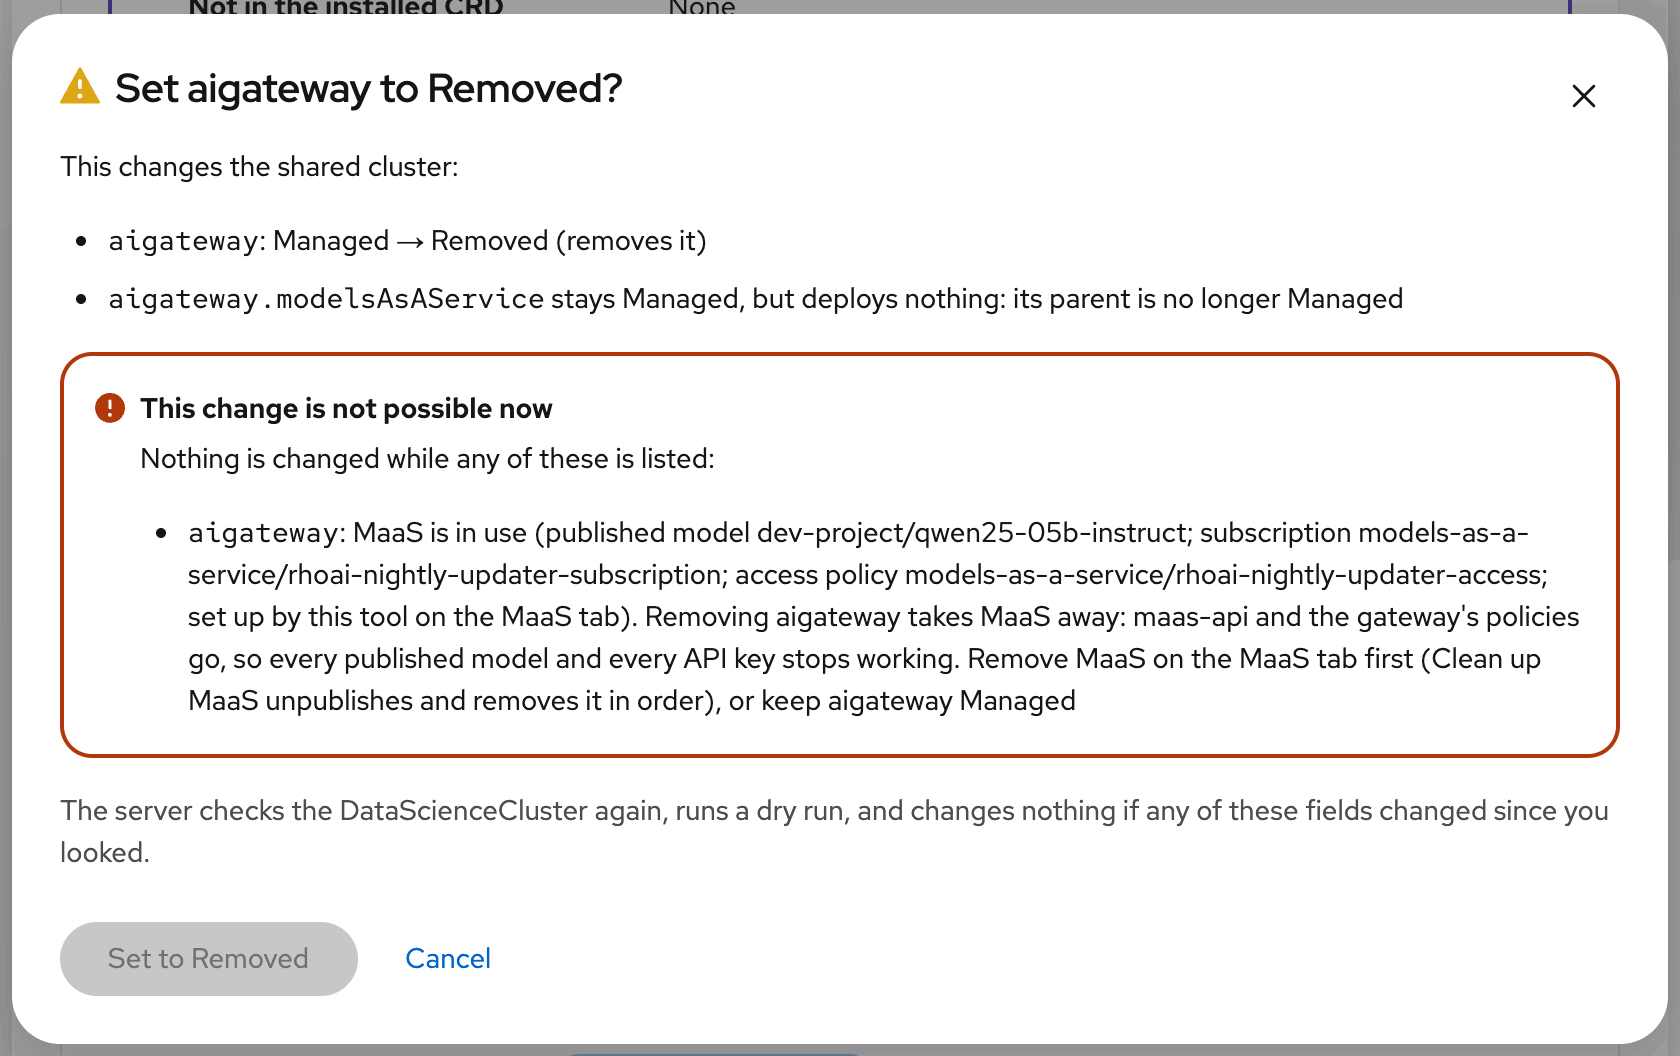 Not in the installed CRD None
Set aigateway to Removed?
This changes the shared cluster:
• aigateway: Managed → Removed (removes it)
• aigateway.modelsAsAService stays Managed, but deploys nothing: its parent is no longer Managed
This change is not possible now
Nothing is changed while any of these is listed:
• aigateway: MaaS is in use (published model dev-project/qwen25-05b-instruct; subscription models-as-a-
service/rhoai-nightly-updater-subscription; access policy models-as-a-service/rhoai-nightly-updater-access;
set up by this tool on the MaaS tab). Removing aigateway takes MaaS away: maas-api and the gateway's policies
go, so every published model and every API key stops working. Remove MaaS on the MaaS tab first (Clean up
MaaS unpublishes and removes it in order), or keep aigateway Managed
The server checks the DataScienceCluster again, runs a dry run, and changes nothing if any of these fields changed since you
looked.
Set to Removed Cancel